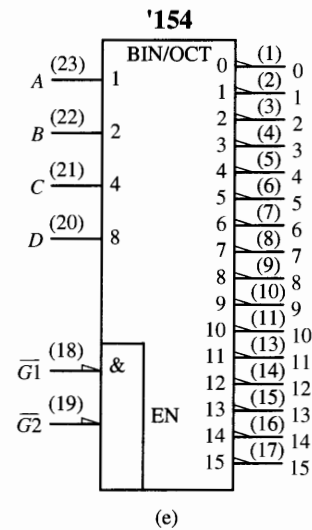 '154
BIN/OCT
A (23) 1
B (22) 2
C (21) 4
D (20) 8
G1 (18) &
G2 (19)
EN
0 (1) 0
1 (2) 1
2 (3) 2
3 (4) 3
4 (5) 4
5 (6) 5
6 (7) 6
7 (8) 7
8 (9) 8
9 (10) 9
10 (11) 10
11 (13) 11
12 (14) 12
13 (15) 13
14 (16) 14
15 (17) 15
(e)